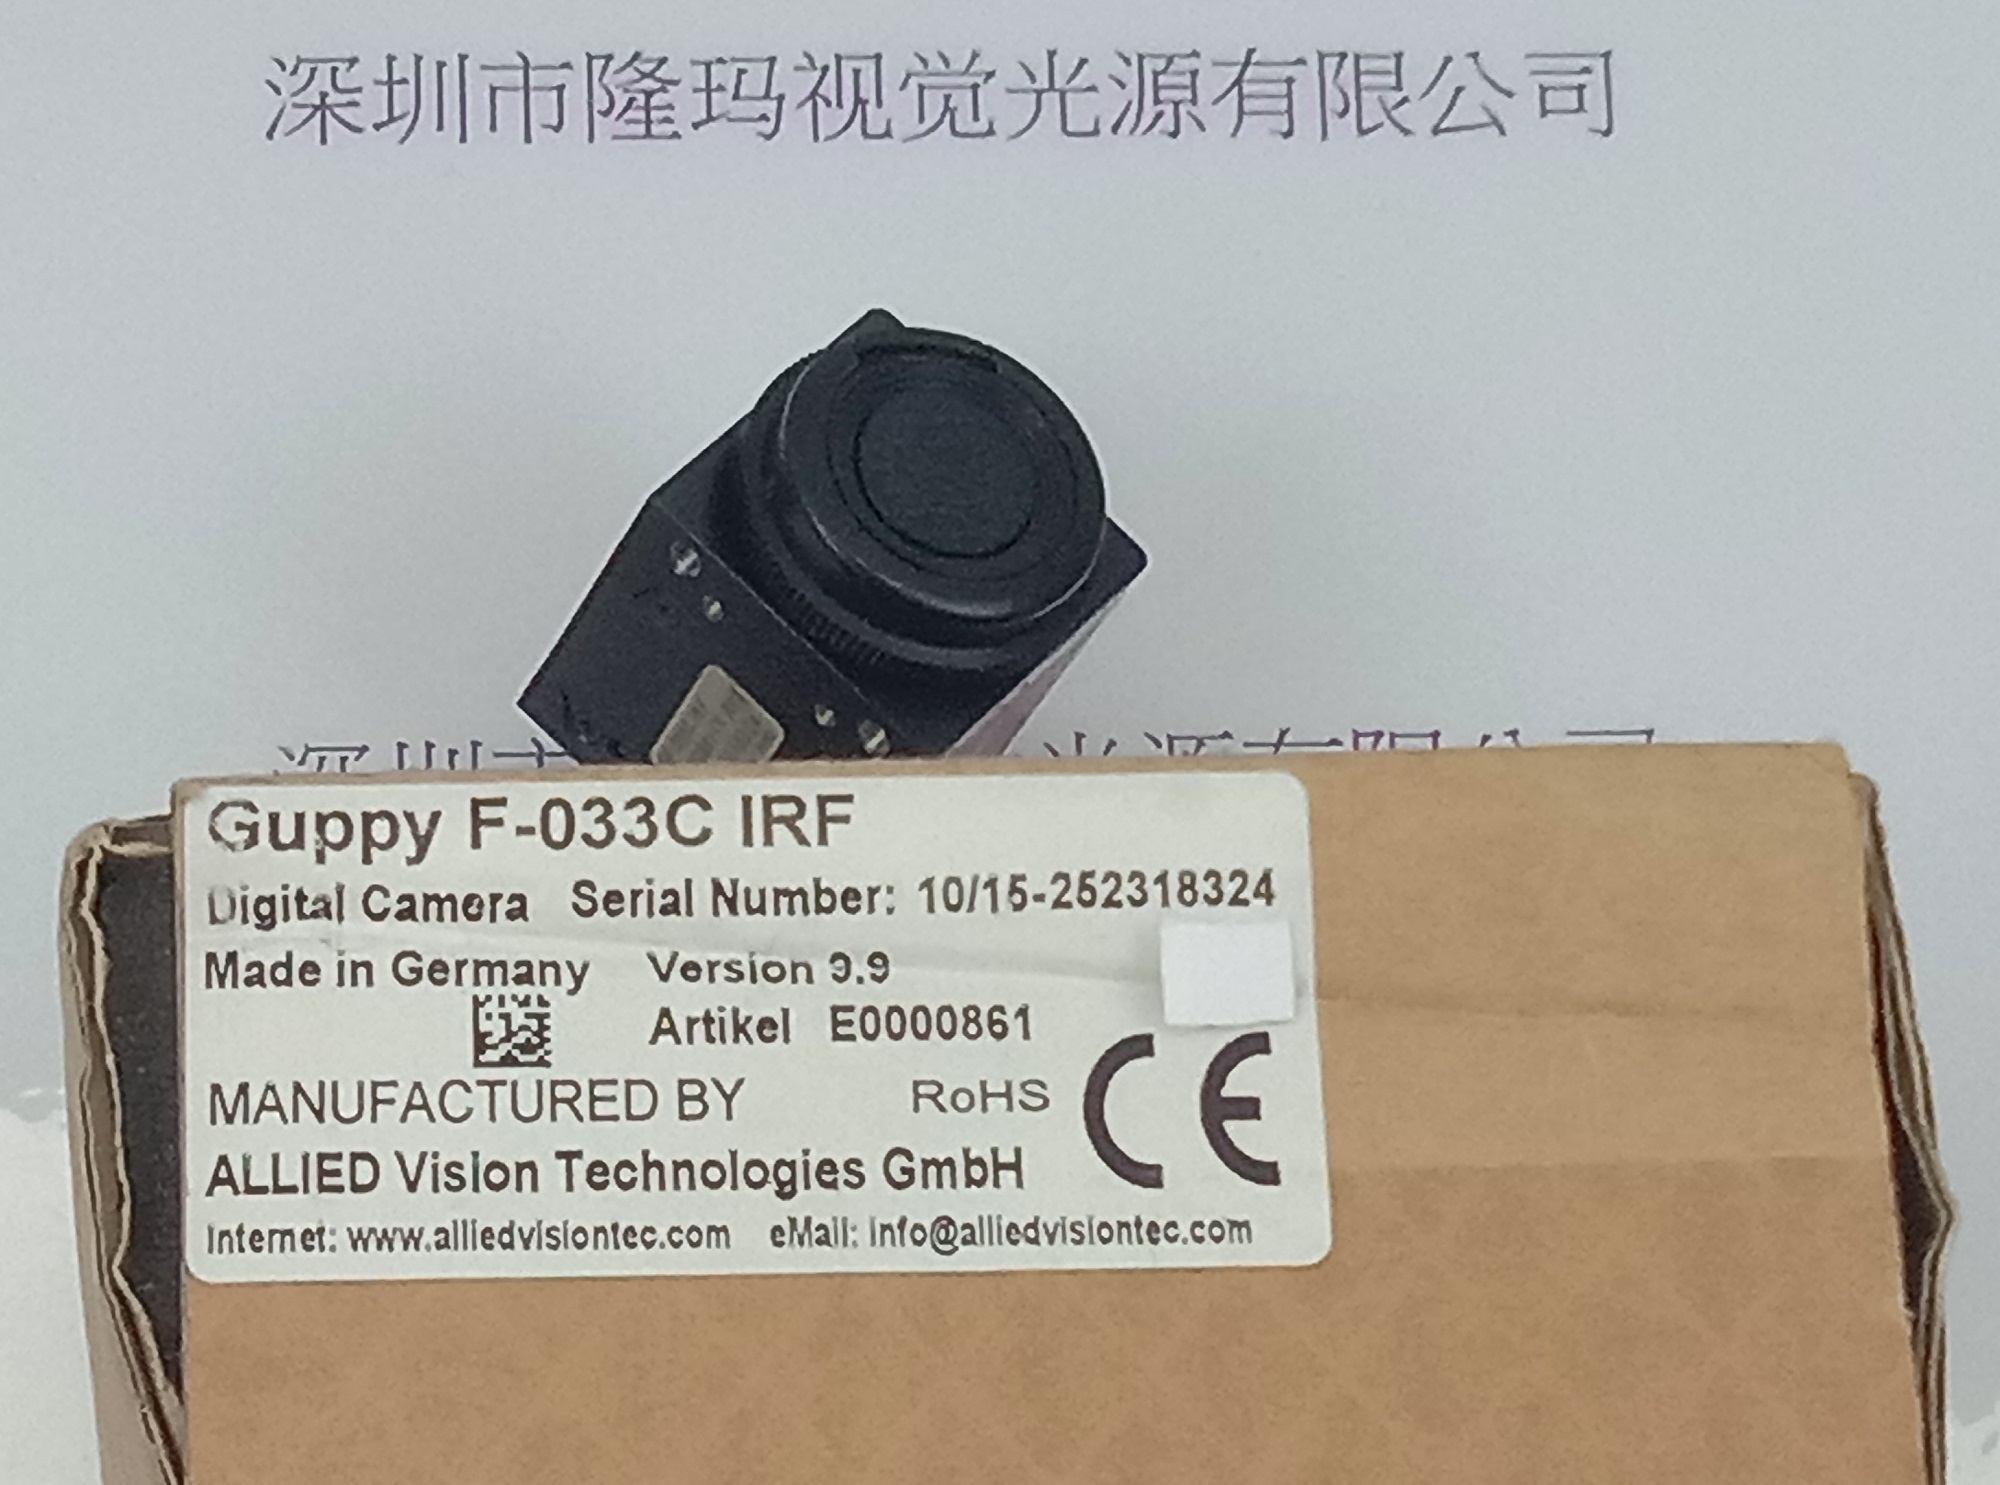 深圳市隆玛视觉光源有限公司
Guppy F-033C IRF
Digital Camera Serial Number: 10/15-252318324
Made in Germany Version 9.9
Artikel E0000861
MANUFACTURED BY RoHS CE
ALLIED Vision Technologies GmbH
Internet: www.alliedvisiontec.com eMail: info@alliedvisiontec.com